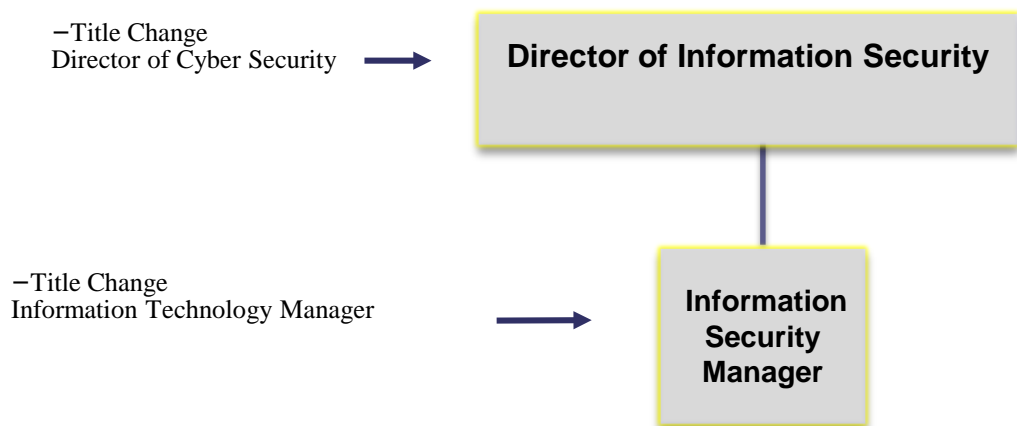 −Title Change
Director of Cyber Security
Director of Information Security
−Title Change
Information Technology Manager
Information
Security
Manager